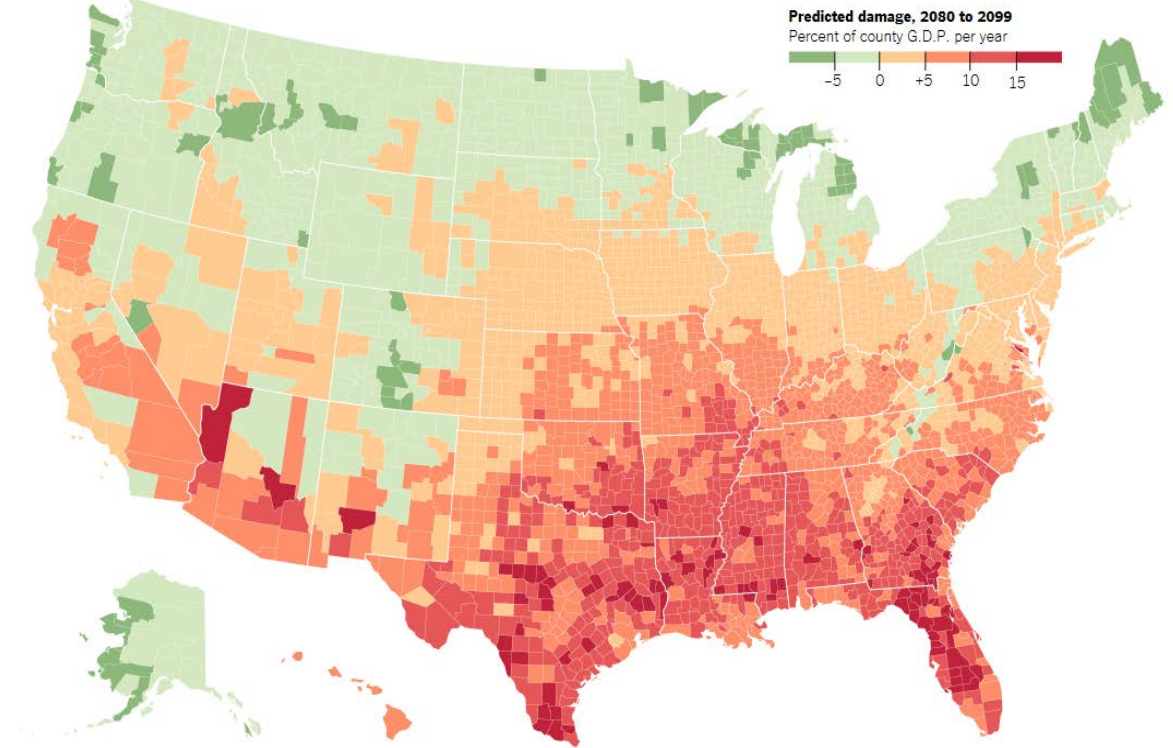 Predicted damage, 2080 to 2099
Percent of county G.D.P. per year
–5 0 +5 10 15